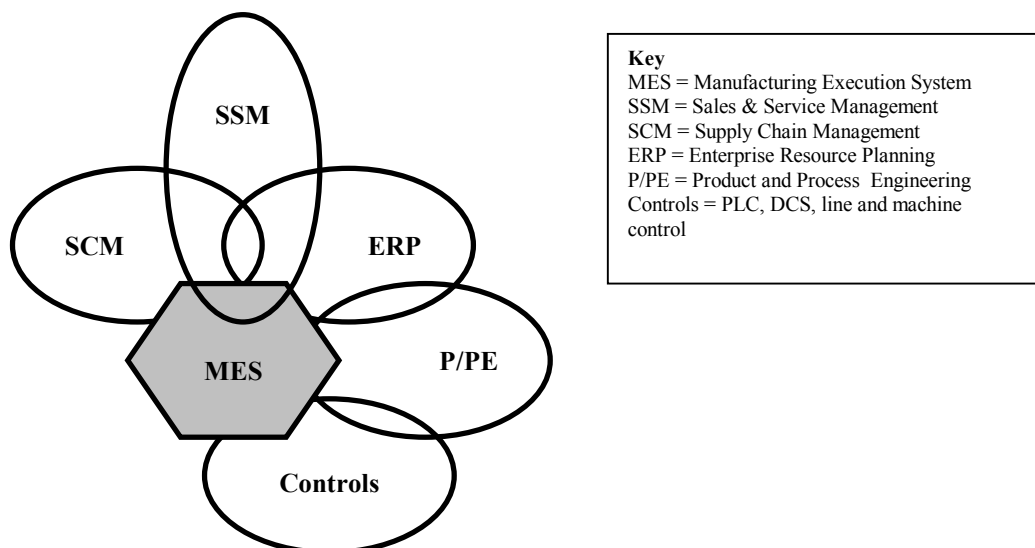 SSM
SCM
ERP
MES
P/PE
Controls
Key
MES = Manufacturing Execution System
SSM = Sales & Service Management
SCM = Supply Chain Management
ERP = Enterprise Resource Planning
P/PE = Product and Process Engineering
Controls = PLC, DCS, line and machine
control